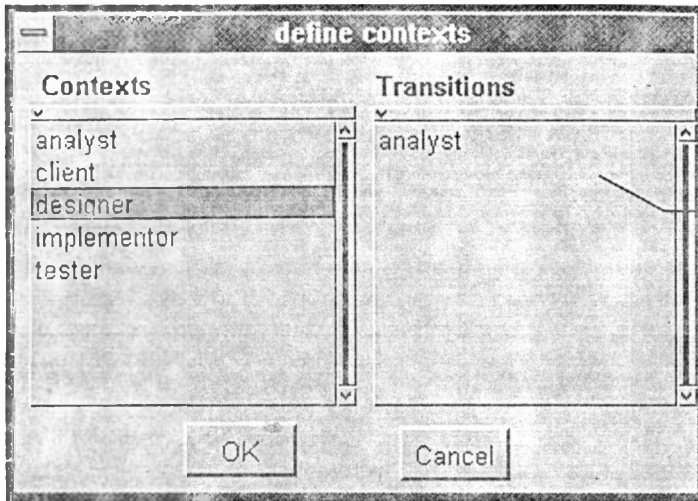 define contexts
Contexts
Transitions
analyst
client
designer
implementor
tester
analyst
OK
Cancel